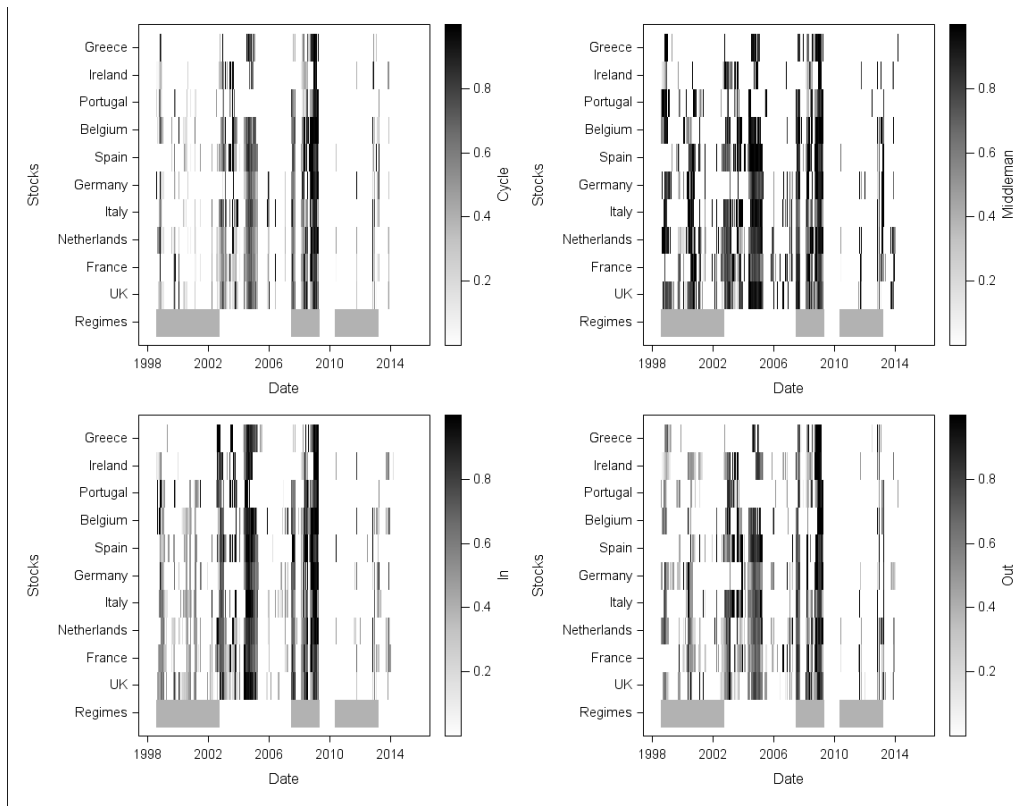 Greece
Ireland
Portugal
Belgium
Spain
Germany
Italy
Netherlands
France
UK
Regimes
Stocks
1998 2002 2006 2010 2014
Date
0.8
0.6
0.4
0.2
Cycle
Greece
Ireland
Portugal
Belgium
Spain
Germany
Italy
Netherlands
France
UK
Regimes
Stocks
1998 2002 2006 2010 2014
Date
0.8
0.6
0.4
0.2
Middleman
Greece
Ireland
Portugal
Belgium
Spain
Germany
Italy
Netherlands
France
UK
Regimes
Stocks
1998 2002 2006 2010 2014
Date
0.8
0.6
0.4
0.2
In
Greece
Ireland
Portugal
Belgium
Spain
Germany
Italy
Netherlands
France
UK
Regimes
Stocks
1998 2002 2006 2010 2014
Date
0.8
0.6
0.4
0.2
Out